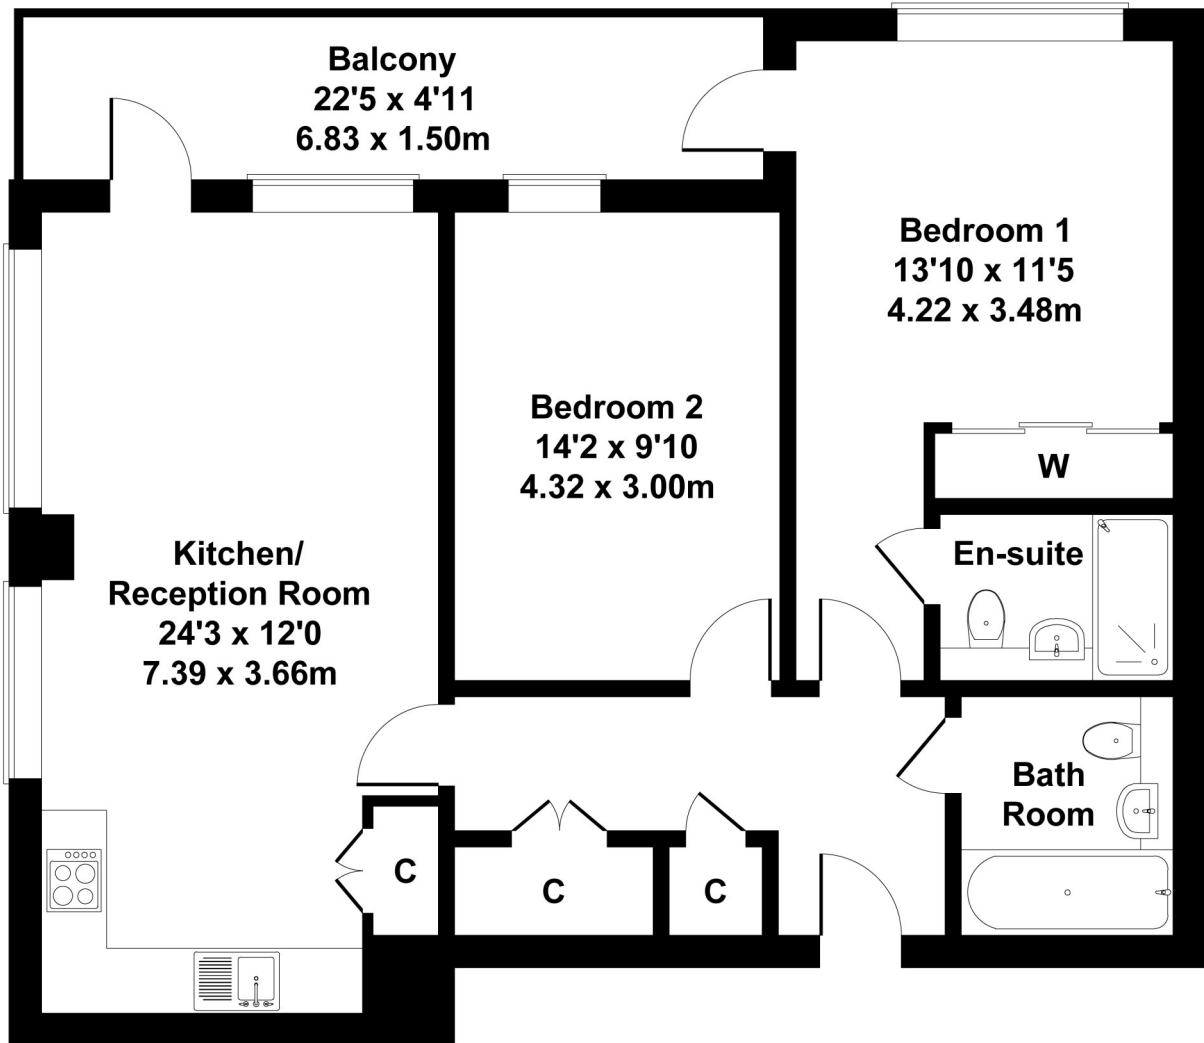 Balcony
22'5 x 4'11
6.83 x 1.50m
Bedroom 1
13'10 x 11'5
4.22 x 3.48m
Bedroom 2
14'2 x 9'10
4.32 x 3.00m
W
En-suite
Kitchen/
Reception Room
24'3 x 12'0
7.39 x 3.66m
Bath
Room
C
C
C